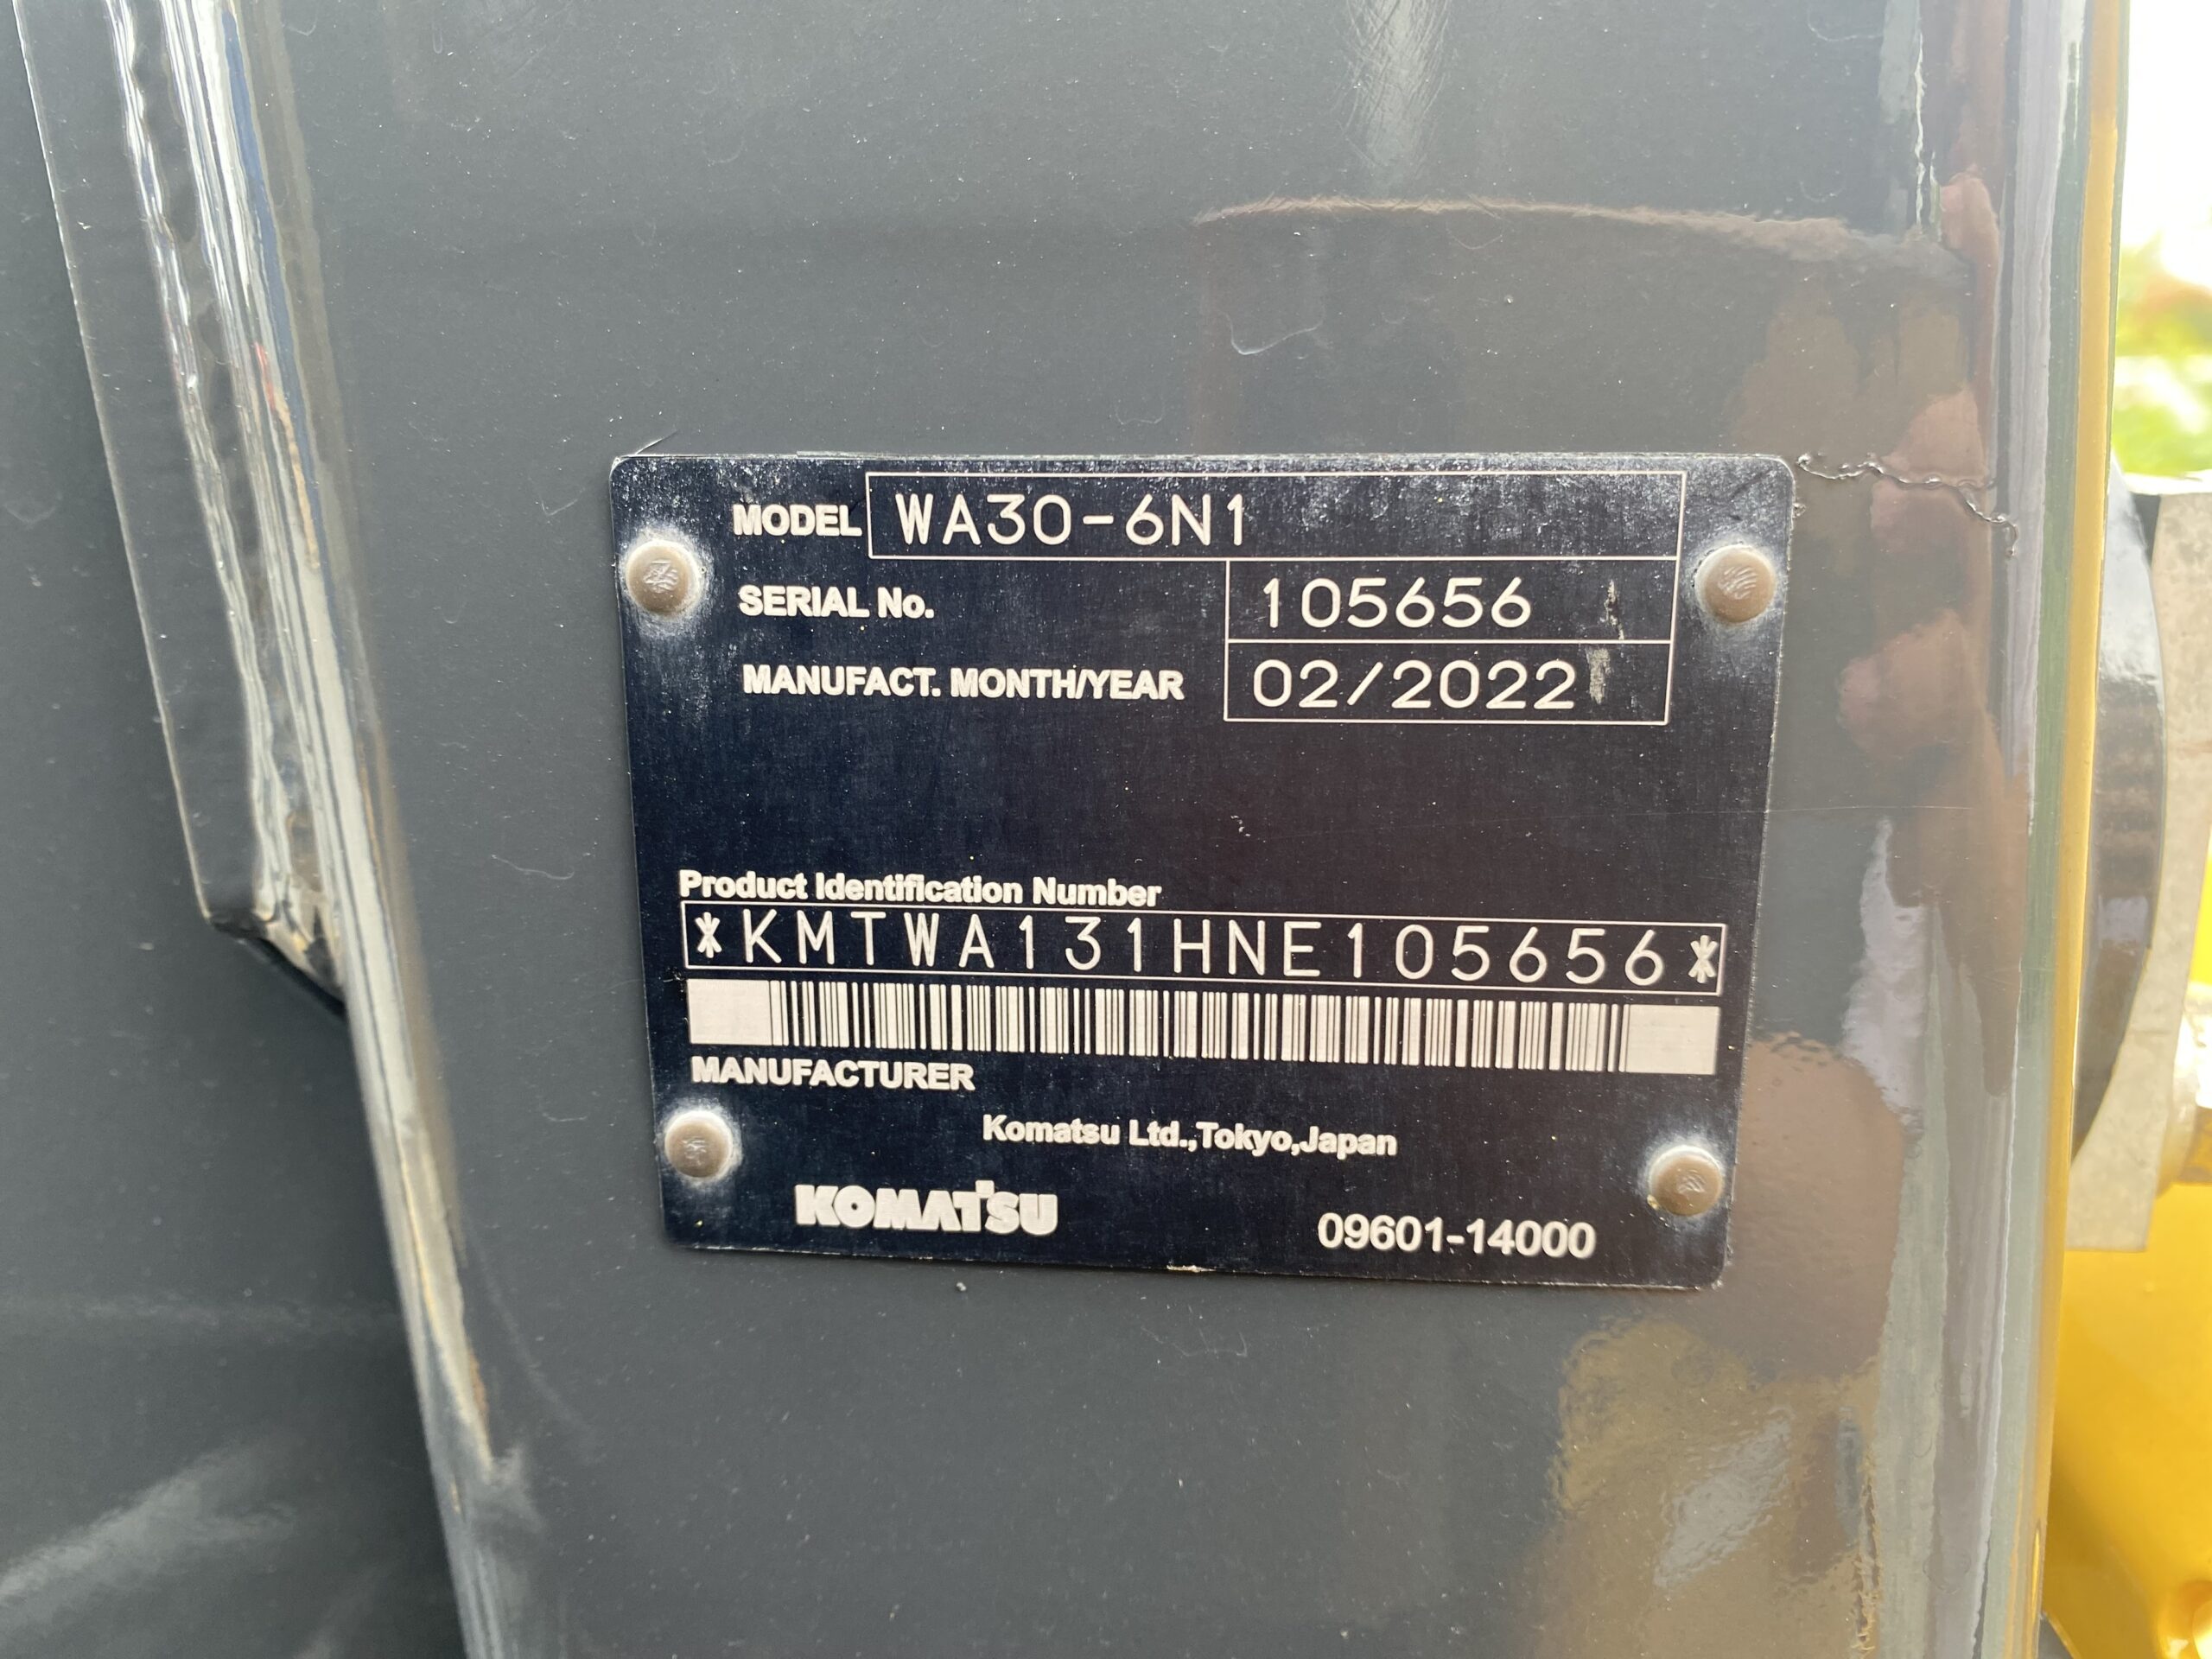 MODEL WA30-6N1
SERIAL No. 105656
MANUFACT. MONTH/YEAR 02/2022
Product Identification Number
*KMTWA131HNE105656*
MANUFACTURER
Komatsu Ltd.,Tokyo,Japan
KOMATSU 09601-14000